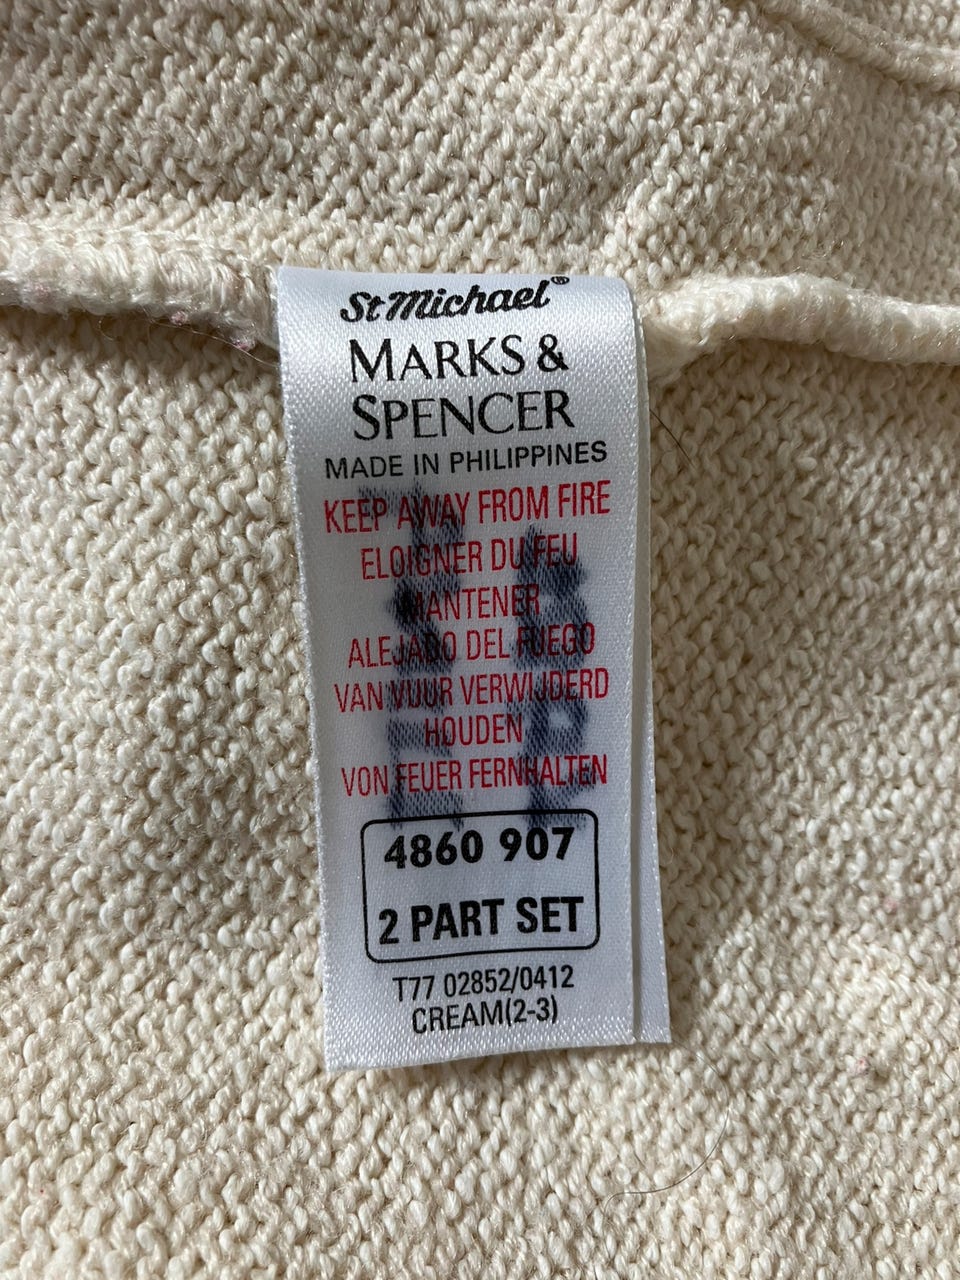 St Michael®
MARKS &
SPENCER
MADE IN PHILIPPINES
KEEP AWAY FROM FIRE
ELOIGNER DU FEU
MANTENER
ALEJADO DEL FUEGO
VAN VUUR VERWIJDERD
HOUDEN
VON FEUER FERNHALTEN
4860 907
2 PART SET
T77 02852/0412
CREAM(2-3)